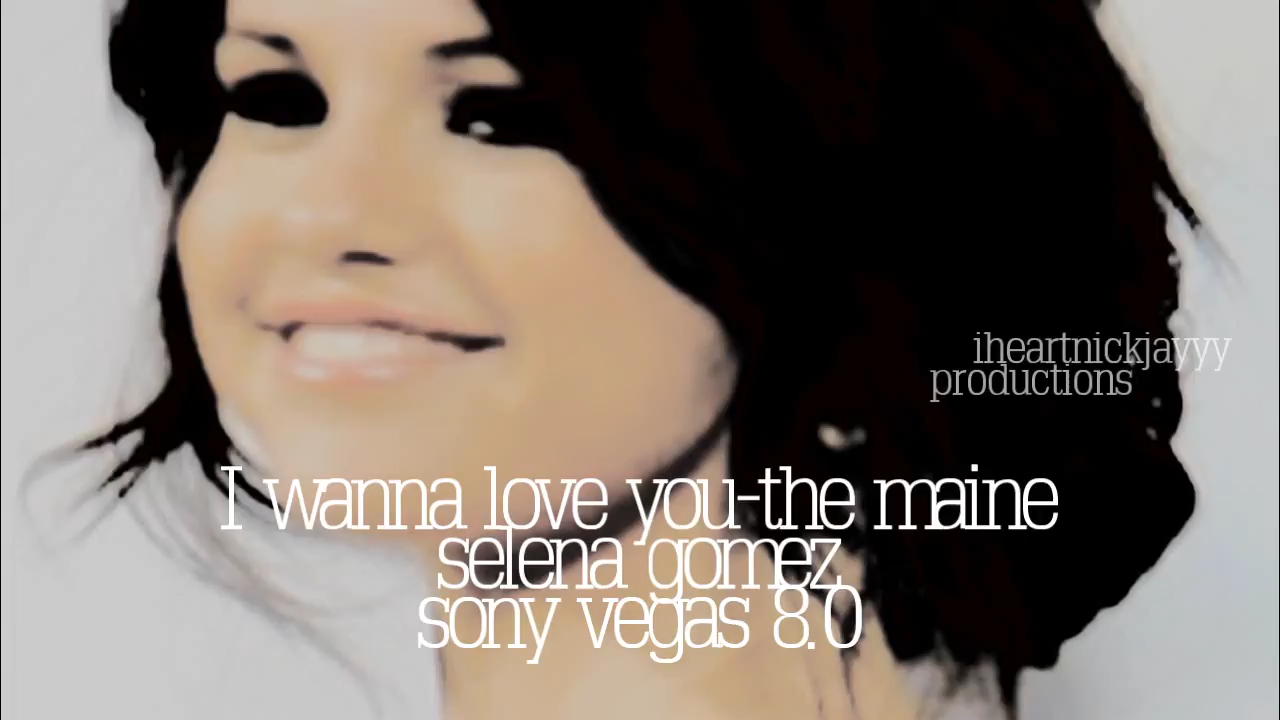 iheartnickjayyy
productions
I wanna love you-the maine
selena gomez
sony vegas 8.0